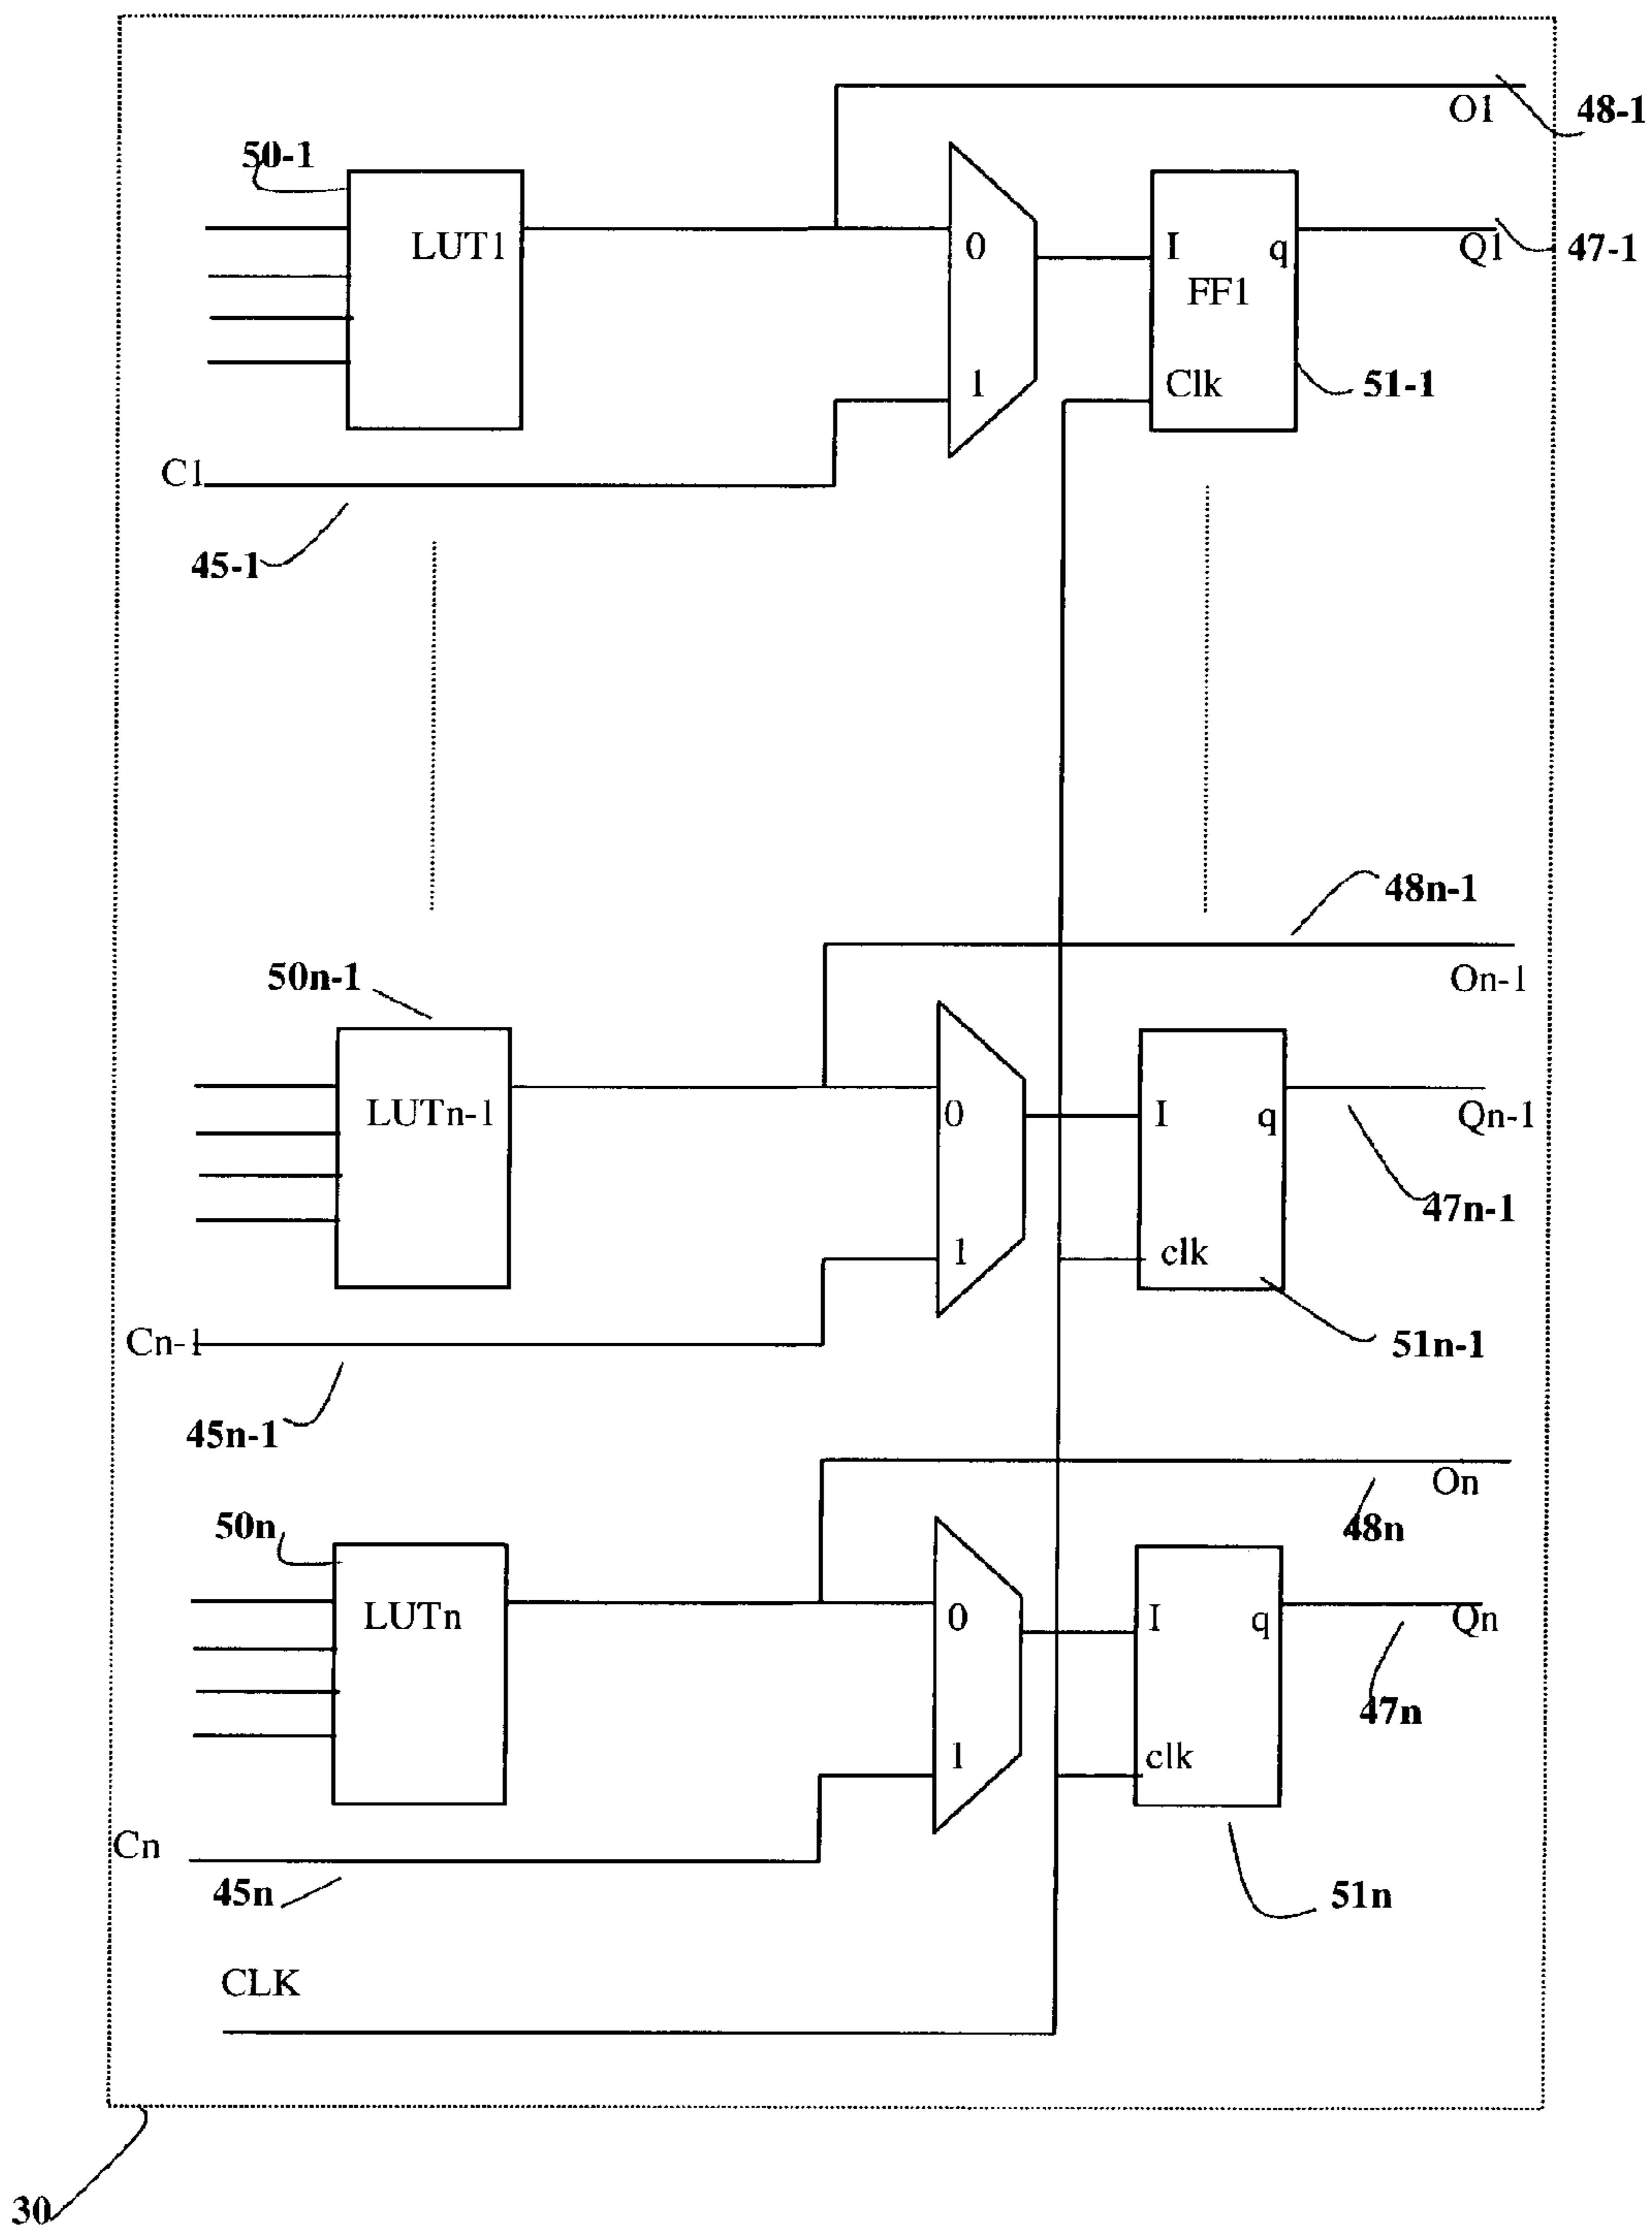 O1
48-1
50-1
LUT1
0
I
q
Q1
47-1
FF1
1
Clk
51-1
C1
45-1
48n-1
50n-1
On-1
LUTn-1
0
I
q
Qn-1
47n-1
1
clk
Cn-1
51n-1
45n-1
On
50n
48n
LUTn
0
I
q
Qn
47n
1
clk
Cn
45n
51n
CLK
30